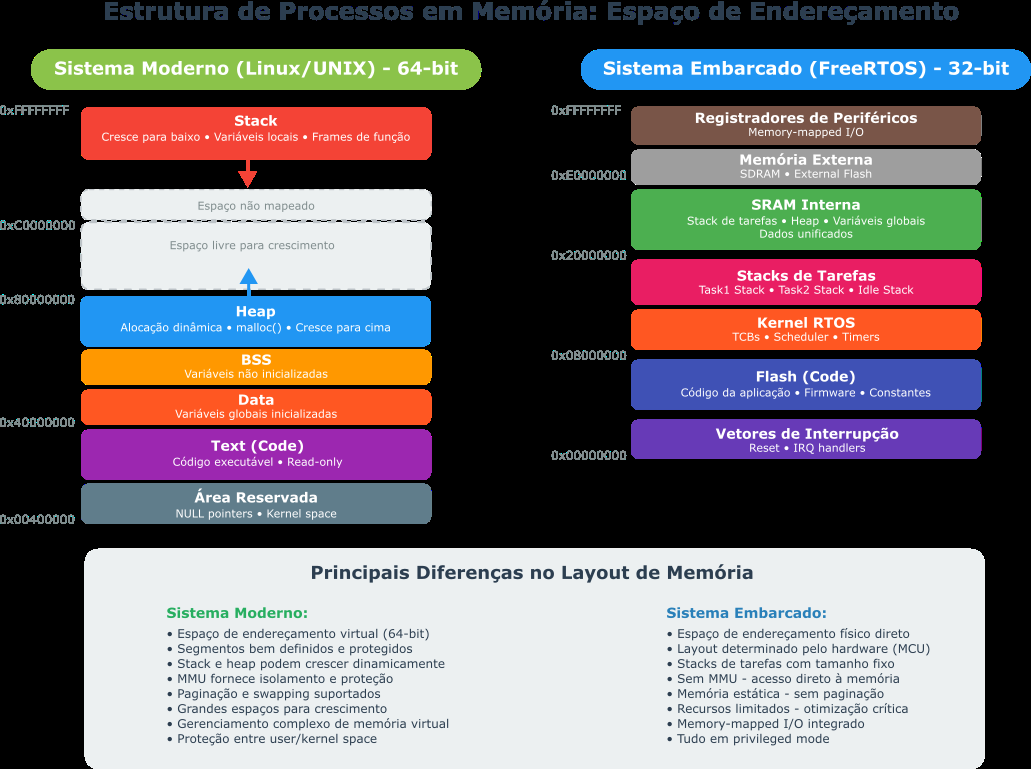 Estrutura de Processos em Memória: Espaço de Endereçamento
Sistema Moderno (Linux/UNIX) - 64-bit
0xFFFFFFFF
Stack
Cresce para baixo • Variáveis locais • Frames de função
Espaço não mapeado
0xC0000000
Espaço livre para crescimento
0x80000000
Heap
Alocação dinâmica • malloc() • Cresce para cima
BSS
Variáveis não inicializadas
Data
Variáveis globais inicializadas
0x40000000
Text (Code)
Código executável • Read-only
Área Reservada
NULL pointers • Kernel space
0x00400000
Sistema Embarcado (FreeRTOS) - 32-bit
0xFFFFFFFF
Registradores de Periféricos
Memory-mapped I/O
Memória Externa
SDRAM • External Flash
0xE0000000
SRAM Interna
Stack de tarefas • Heap • Variáveis globais
Dados unificados
0x20000000
Stacks de Tarefas
Task1 Stack • Task2 Stack • Idle Stack
Kernel RTOS
TCBs • Scheduler • Timers
0x08000000
Flash (Code)
Código da aplicação • Firmware • Constantes
Vetores de Interrupção
Reset • IRQ handlers
0x00000000
Principais Diferenças no Layout de Memória
Sistema Moderno:
• Espaço de endereçamento virtual (64-bit)
• Segmentos bem definidos e protegidos
• Stack e heap podem crescer dinamicamente
• MMU fornece isolamento e proteção
• Paginação e swapping suportados
• Grandes espaços para crescimento
• Gerenciamento complexo de memória virtual
• Proteção entre user/kernel space
Sistema Embarcado:
• Espaço de endereçamento físico direto
• Layout determinado pelo hardware (MCU)
• Stacks de tarefas com tamanho fixo
• Sem MMU - acesso direto à memória
• Memória estática - sem paginação
• Recursos limitados - otimização crítica
• Memory-mapped I/O integrado
• Tudo em privileged mode